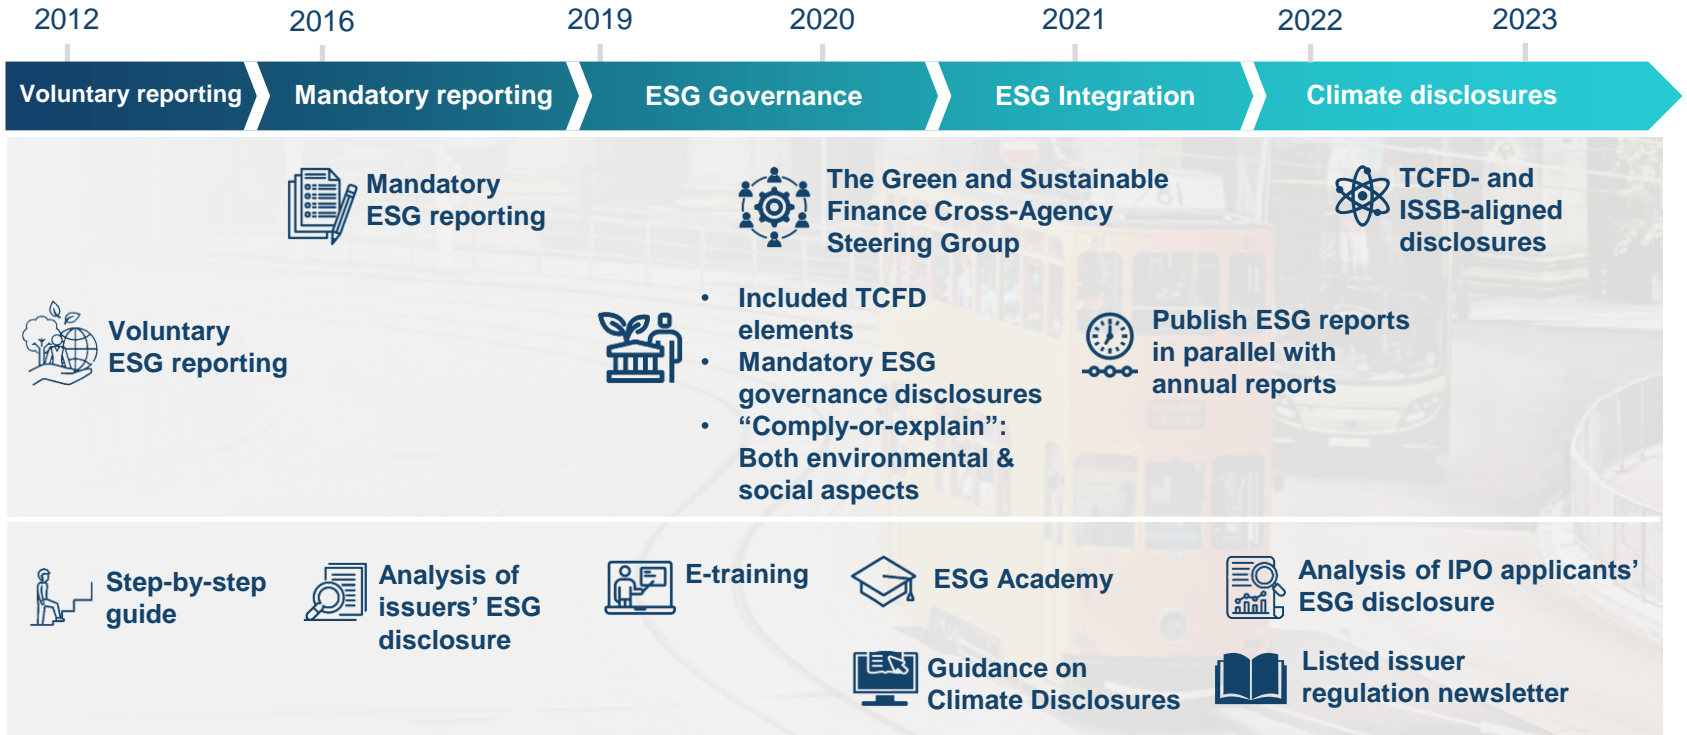 2012
2016
2019
2020
2021
2022
2023
Voluntary reporting
Mandatory reporting
ESG Governance
ESG Integration
Climate disclosures
Mandatory
ESG reporting
The Green and Sustainable
Finance Cross-Agency
Steering Group
TCFD- and
ISSB-aligned
disclosures
Voluntary
ESG reporting
• Included TCFD
elements
• Mandatory ESG
governance disclosures
• “Comply-or-explain”:
Both environmental &
social aspects
Publish ESG reports
in parallel with
annual reports
Step-by-step
guide
Analysis of
issuers’ ESG
disclosure
E-training
ESG Academy
Analysis of IPO applicants’
ESG disclosure
Guidance on
Climate Disclosures
Listed issuer
regulation newsletter